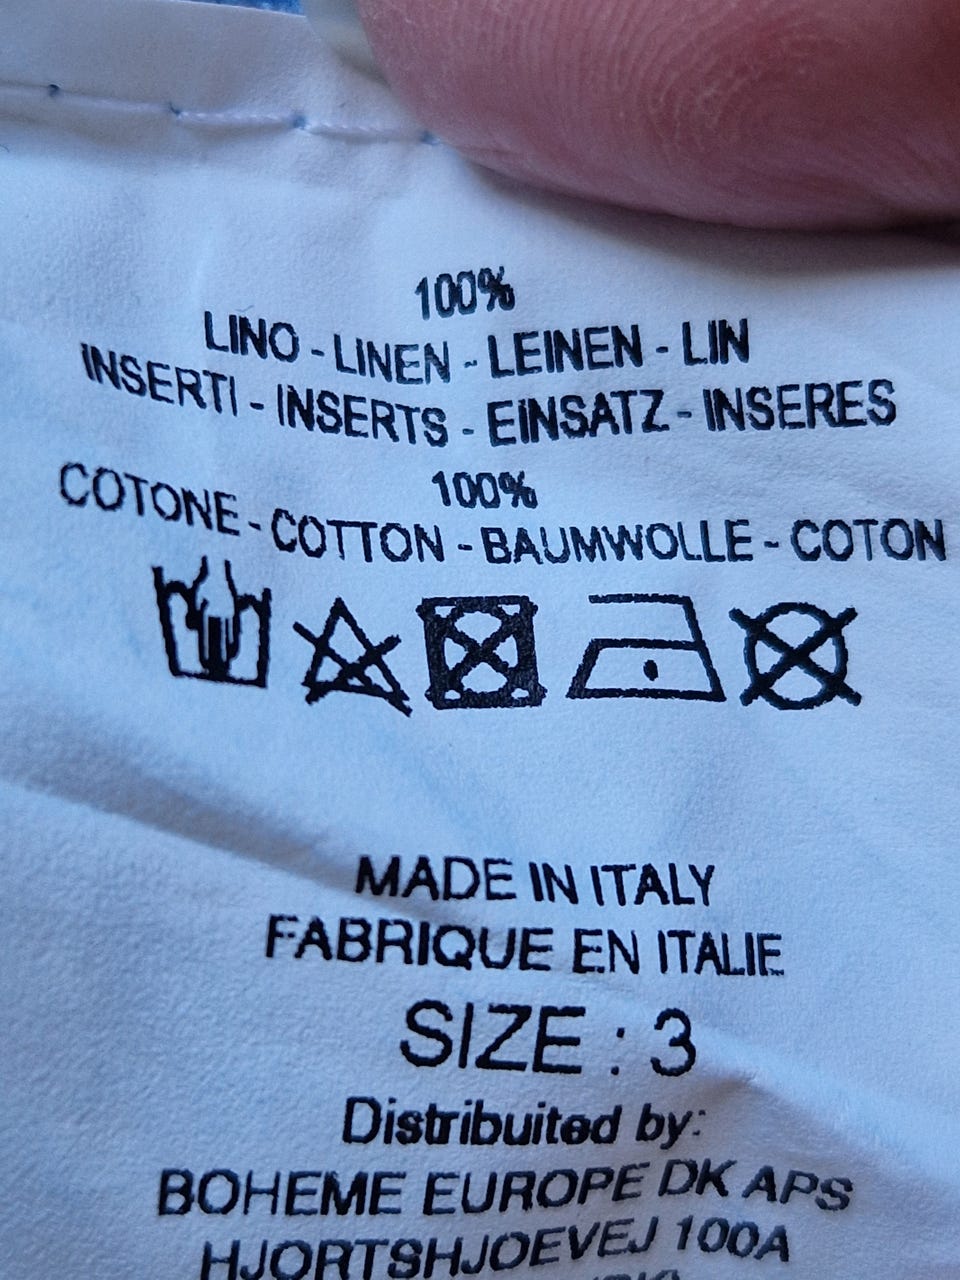 100%
LINO - LINEN - LEINEN - LIN
INSERTI - INSERTS - EINSATZ - INSERES
100%
COTONE - COTTON - BAUMWOLLE - COTON
MADE IN ITALY
FABRIQUE EN ITALIE
SIZE : 3
Distribuited by:
BOHEME EUROPE DK APS
HJORTSHJOEVEJ 100A